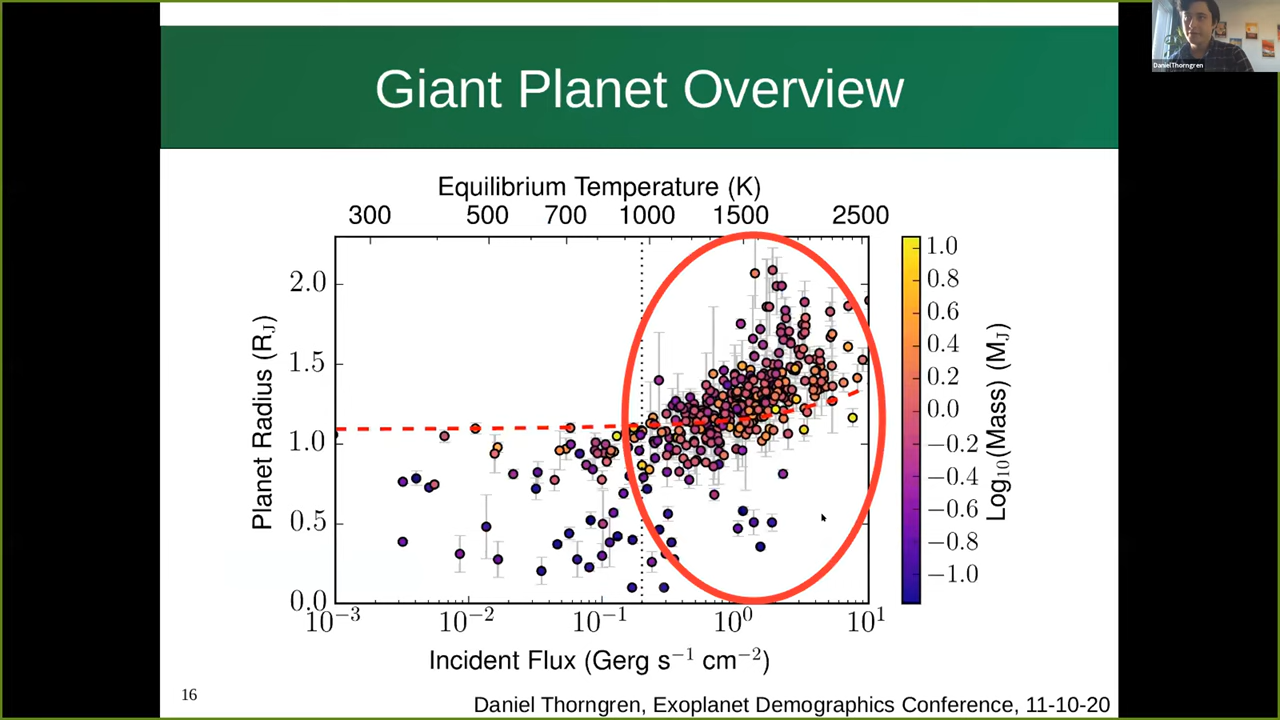 DanielThorngren
Giant Planet Overview
Equilibrium Temperature (K)
300 500 700 1000 1500 2500
Planet Radius (R_J)
2.0
1.5
1.0
0.5
0.0
10⁻³ 10⁻² 10⁻¹ 10⁰ 10¹
Incident Flux (Gerg s⁻¹ cm⁻²)
1.0
0.8
0.6
0.4
0.2
0.0
−0.2
−0.4
−0.6
−0.8
−1.0
Log₁₀(Mass) (M_J)
16
Daniel Thorngren, Exoplanet Demographics Conference, 11-10-20